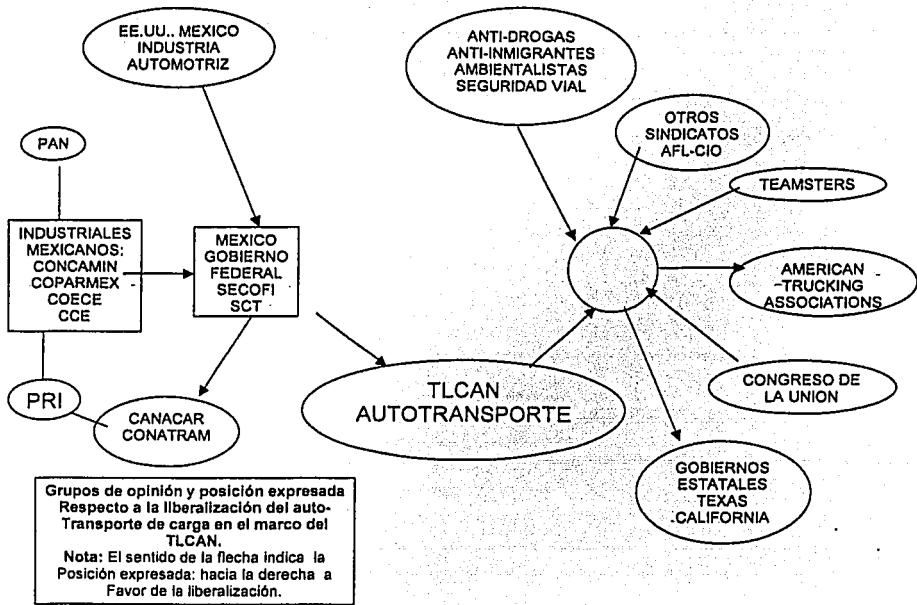 EE.UU.. MEXICO
INDUSTRIA
AUTOMOTRIZ
ANTI-DROGAS
ANTI-INMIGRANTES
AMBIENTALISTAS
SEGURIDAD VIAL
OTROS
SINDICATOS
AFL-CIO
PAN
TEAMSTERS
INDUSTRIALES
MEXICANOS:
CONCAMIN
COPARMEX
COECE
CCE
MEXICO
GOBIERNO
FEDERAL
SECOFI
SCT
AMERICAN
TRUCKING
ASSOCIATIONS
TLCAN
AUTOTRANSPORTE
CONGRESO DE
LA UNION
PRI
CANACAR
CONATRAM
GOBIERNOS
ESTATALES
TEXAS
CALIFORNIA
Grupos de opinión y posición expresada
Respecto a la liberalización del auto-
Transporte de carga en el marco del
TLCAN.
Nota: El sentido de la flecha indica la
Posición expresada: hacia la derecha a
Favor de la liberalización.